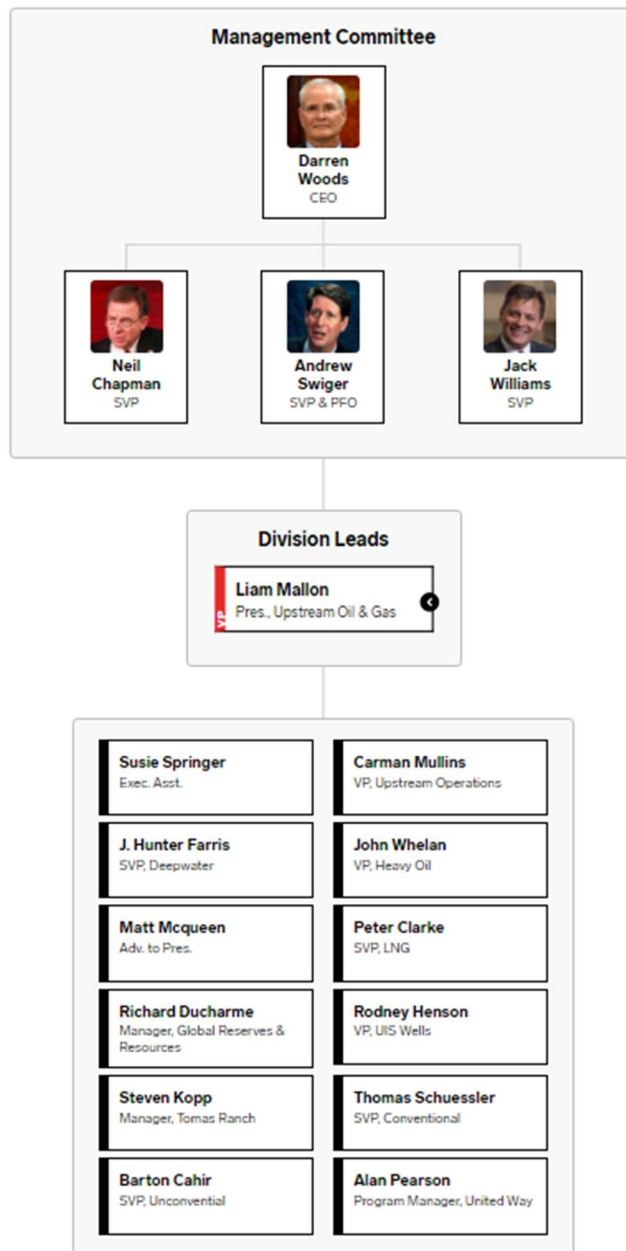 Management Committee
Darren
Woods
CEO
Neil
Chapman
SVP
Andrew
Swiger
SVP & PFO
Jack
Williams
SVP
Division Leads
VP
Liam Mallon
Pres., Upstream Oil & Gas
Susie Springer
Exec. Asst.
Carman Mullins
VP, Upstream Operations
J. Hunter Farris
SVP, Deepwater
John Whelan
VP, Heavy Oil
Matt Mcqueen
Adv. to Pres.
Peter Clarke
SVP, LNG
Richard Ducharme
Manager, Global Reserves &
Resources
Rodney Henson
VP, UIS Wells
Steven Kopp
Manager, Tomas Ranch
Thomas Schuessler
SVP, Conventional
Barton Cahir
SVP, Unconvential
Alan Pearson
Program Manager, United Way